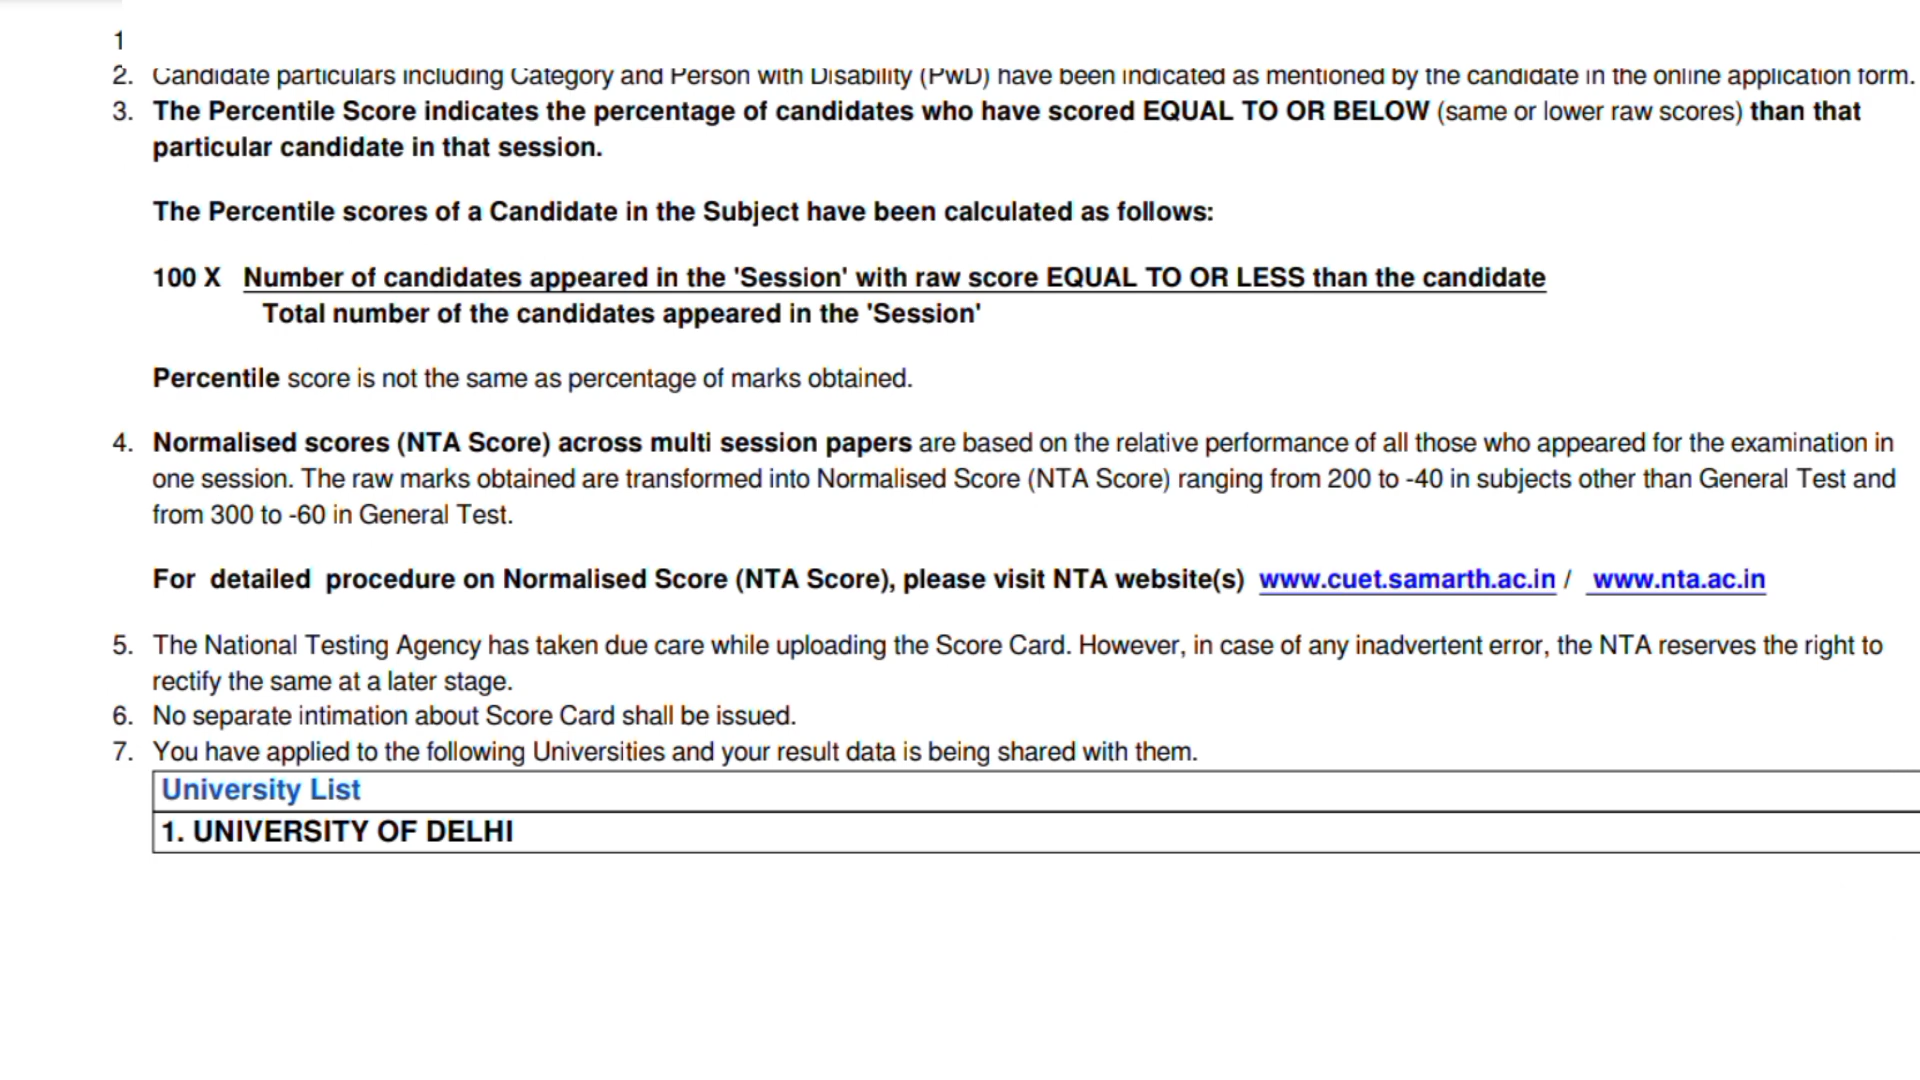 1
2. Candidate particulars including Category and Person with Disability (PwD) have been indicated as mentioned by the candidate in the online application form.
3. The Percentile Score indicates the percentage of candidates who have scored EQUAL TO OR BELOW (same or lower raw scores) than that
particular candidate in that session.
The Percentile scores of a Candidate in the Subject have been calculated as follows:
100 X Number of candidates appeared in the 'Session' with raw score EQUAL TO OR LESS than the candidate
Total number of the candidates appeared in the 'Session'
Percentile score is not the same as percentage of marks obtained.
4. Normalised scores (NTA Score) across multi session papers are based on the relative performance of all those who appeared for the examination in
one session. The raw marks obtained are transformed into Normalised Score (NTA Score) ranging from 200 to -40 in subjects other than General Test and
from 300 to -60 in General Test.
For detailed procedure on Normalised Score (NTA Score), please visit NTA website(s) www.cuet.samarth.ac.in / www.nta.ac.in
5. The National Testing Agency has taken due care while uploading the Score Card. However, in case of any inadvertent error, the NTA reserves the right to
rectify the same at a later stage.
6. No separate intimation about Score Card shall be issued.
7. You have applied to the following Universities and your result data is being shared with them.
University List
1. UNIVERSITY OF DELHI